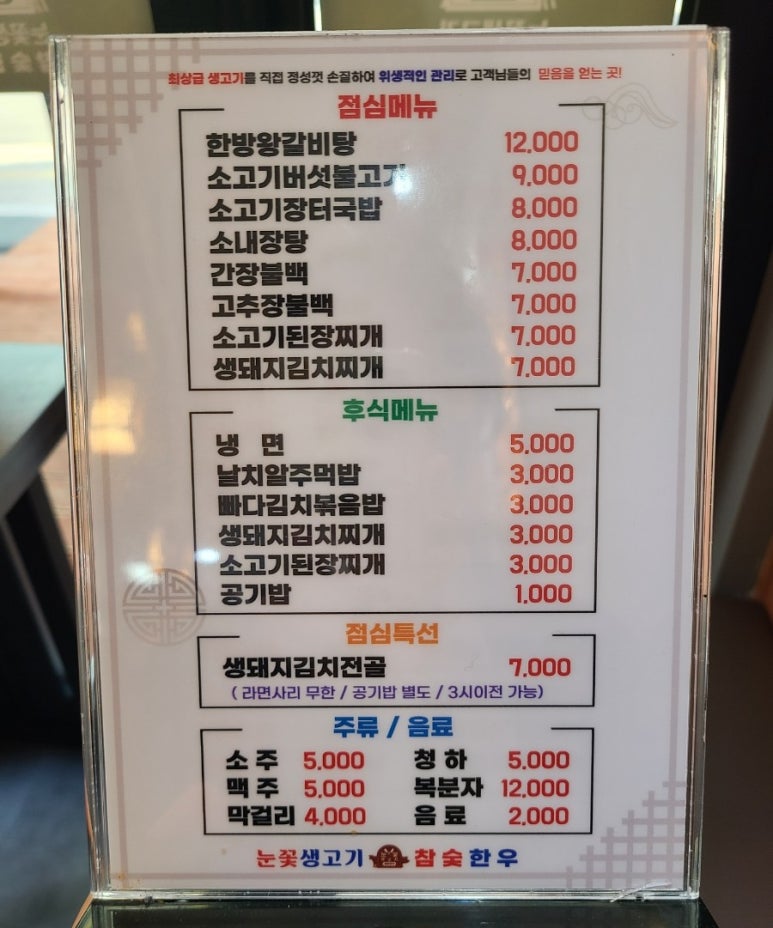 최상급 생고기를 직접 정성껏 손질하여 위생적인 관리로 고객님들의 믿음을 얻는 곳!
점심메뉴
한방왕갈비탕 12,000
소고기버섯불고기 9,000
소고기장터국밥 8,000
소내장탕 8,000
간장불백 7,000
고추장불백 7,000
소고기된장찌개 7,000
생돼지김치찌개 7,000
후식메뉴
냉 면 5,000
날치알주먹밥 3,000
빠다김치볶음밥 3,000
생돼지김치찌개 3,000
소고기된장찌개 3,000
공기밥 1,000
점심특선
생돼지김치전골 7,000
( 라면사리 무한 / 공기밥 별도 / 3시이전 가능)
주류 / 음료
소 주 5,000 청 하 5,000
맥 주 5,000 복분자 12,000
막걸리 4,000 음 료 2,000
눈꽃생고기 참숯한우